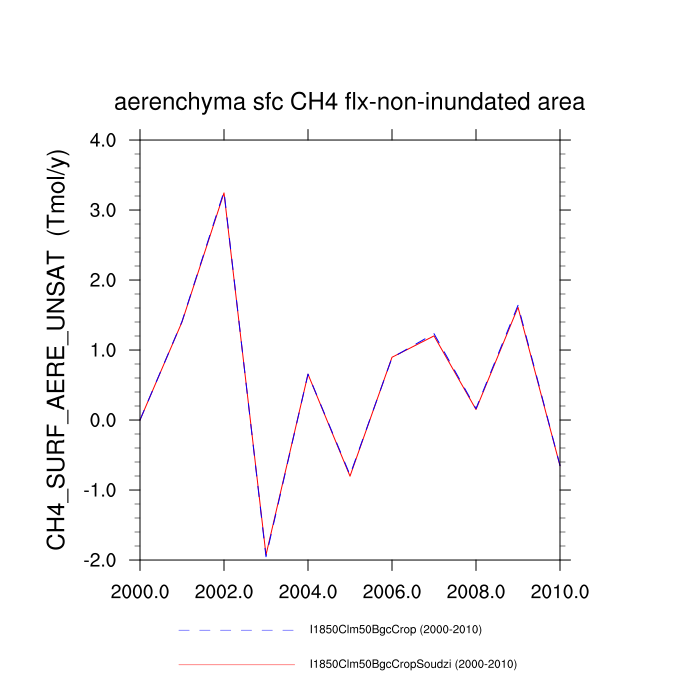 aerenchyma sfc CH4 flx-non-inundated area
CH4_SURF_AERE_UNSAT (Tmol/y)
4.0
3.0
2.0
1.0
0.0
-1.0
-2.0
2000.0 2002.0 2004.0 2006.0 2008.0 2010.0
I1850Clm50BgcCrop (2000-2010)
I1850Clm50BgcCropSoudzi (2000-2010)